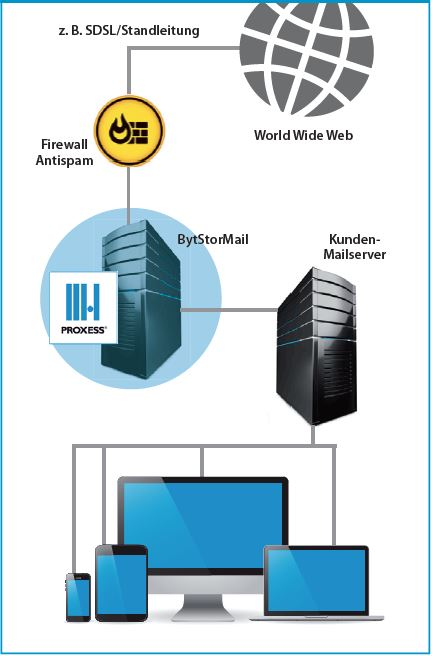 z. B. SDSL/Standleitung
World Wide Web
Firewall
Antispam
BytStorMail
Kunden-
Mailserver
PROXESS®